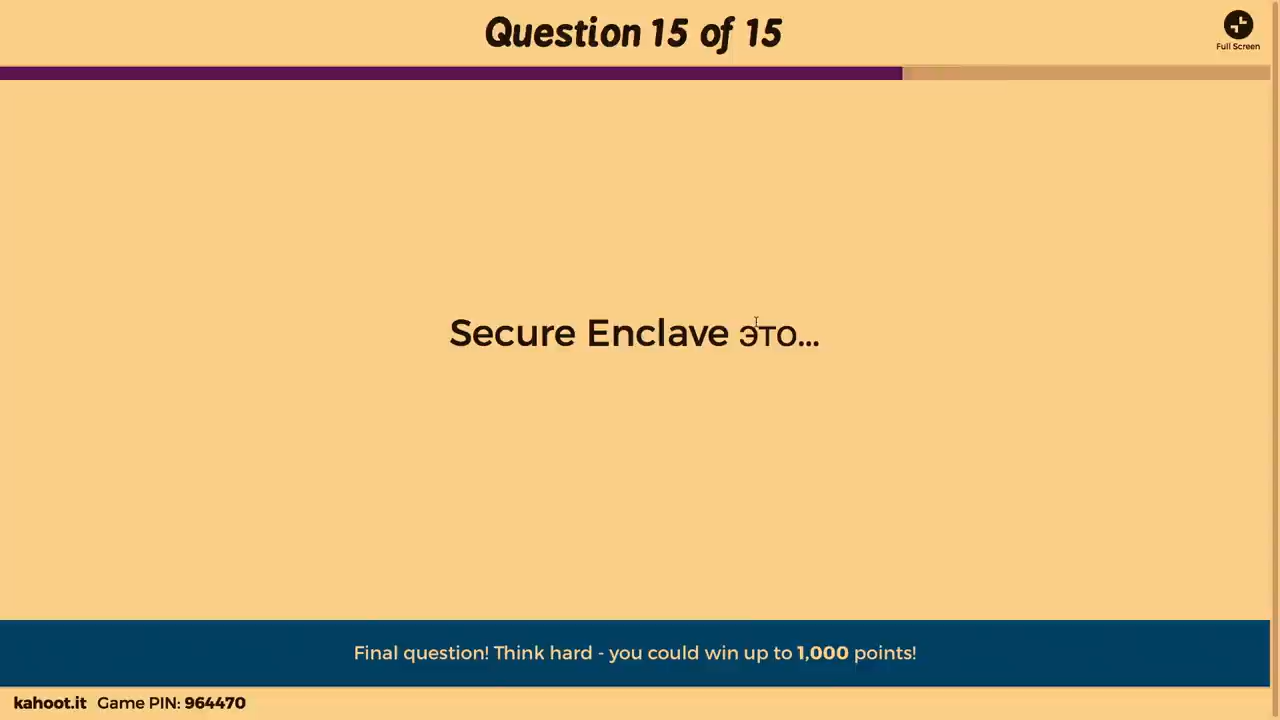 Question 15 of 15
Full Screen
Secure Enclave это...
Final question! Think hard - you could win up to 1,000 points!
kahoot.it Game PIN: 964470